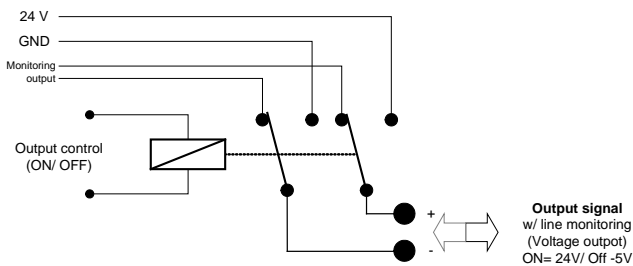 24 V
GND
Monitoring
output
Output control
(ON/ OFF)
+
-
Output signal
w/ line monitoring
(Voltage outpot)
ON= 24V/ Off -5V